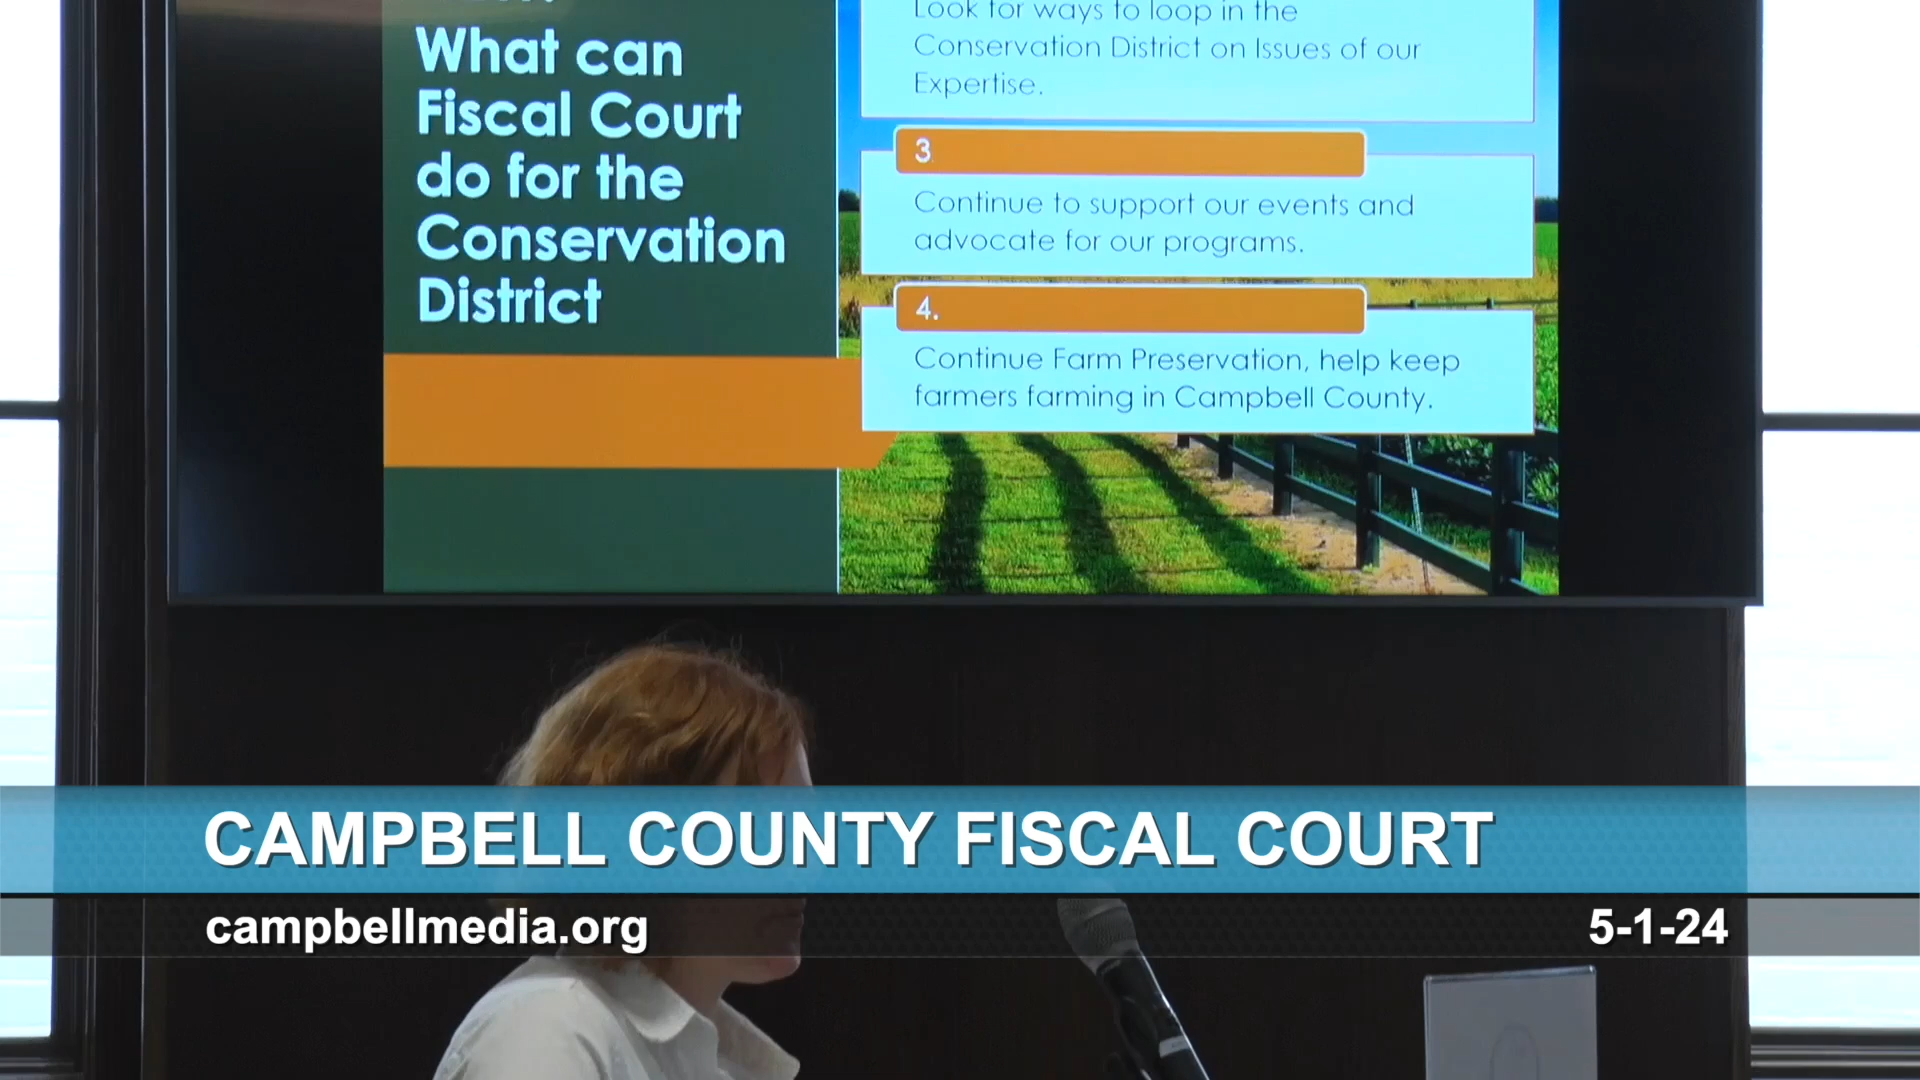 What can
Fiscal Court
do for the
Conservation
District
Look for ways to loop in the
Conservation District on Issues of our
Expertise.
3
Continue to support our events and
advocate for our programs.
4.
Continue Farm Preservation, help keep
farmers farming in Campbell County.
CAMPBELL COUNTY FISCAL COURT
campbellmedia.org
5-1-24